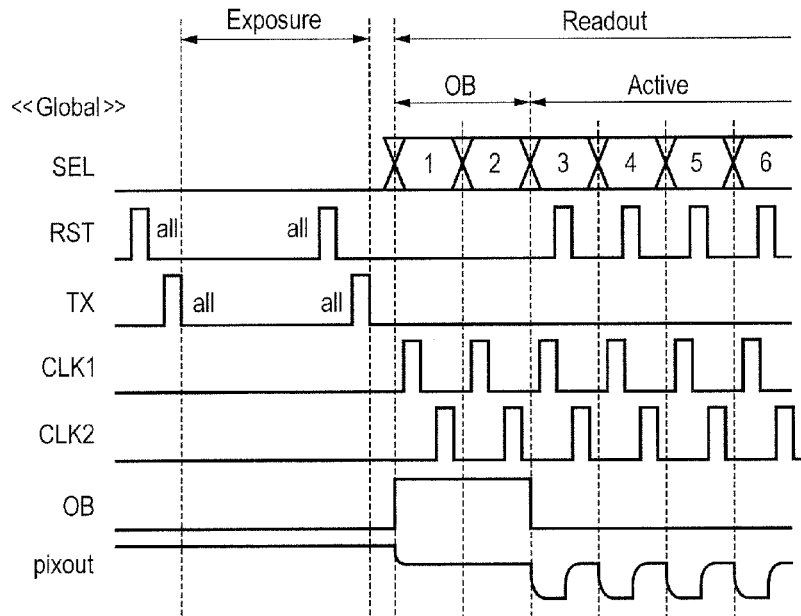 Exposure Readout
OB Active
<<Global>>
SEL 1 2 3 4 5 6
RST all all
TX all all
CLK1
CLK2
OB
pixout